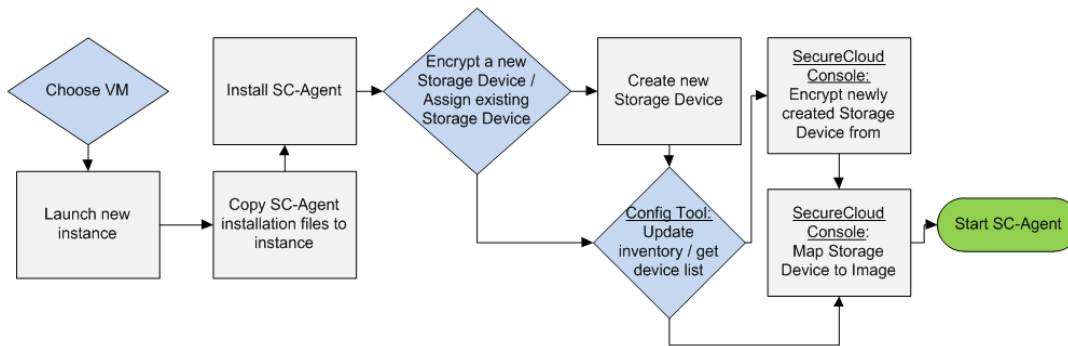 Choose VM
Launch new
instance
Copy SC-Agent
installation files to
instance
Install SC-Agent
Encrypt a new
Storage Device /
Assign existing
Storage Device
Create new
Storage Device
Config Tool:
Update
inventory / get
device list
SecureCloud
Console:
Encrypt newly
created Storage
Device from
SecureCloud
Console:
Map Storage
Device to Image
Start SC-Agent